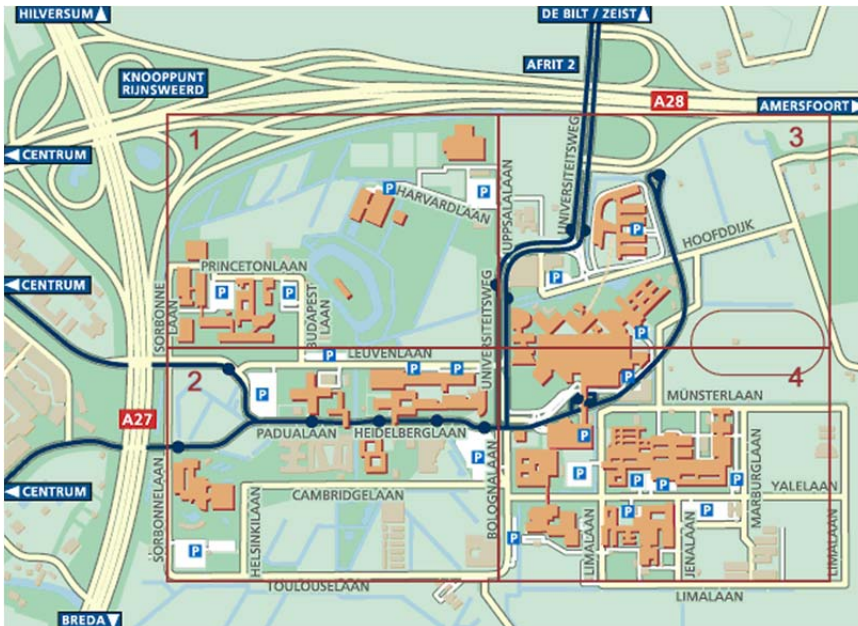 HILVERSUM
DE BILT / ZEIST
AFRIT 2
KNOOPPUNT
RIJNSWEERD
A28
AMERSFOORT
CENTRUM
1
3
P
HARVARDLAAN
P
UPPSALALAAN
UNIVERSITEITSWEG
P
HOOFDDIJK
CENTRUM
PRINCETONLAAN
P
P
P
SORBONNE
LAAN
BUDAPEST
LAAN
UNIVERSITEITSWEG
P
LEUVENLAAN
P
P
P
P
2
4
A27
P
MÜNSTERLAAN
PADUALAAN
HEIDELBERGLAAN
P
CENTRUM
SORBONNELAAN
HELSINKILAAN
CAMBRIDGELAAN
P
BOLOGNALAAN
P
P
P
P
YALELAAN
MARBURGLAAN
P
P
P
P
LIMALAAN
JENALAAN
LIMALAAN
TOULOUSELAAN
LIMALAAN
BREDA